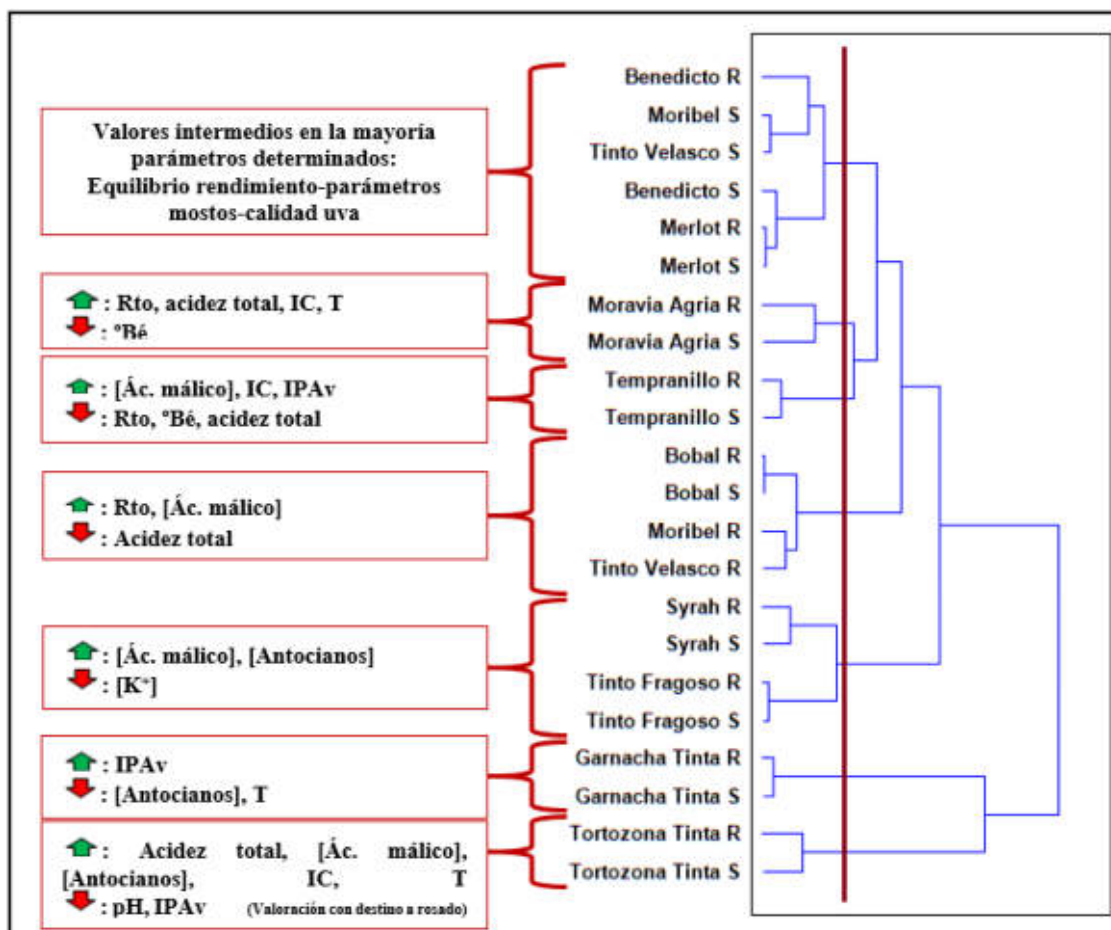 Valores intermedios en la mayoría
parámetros determinados:
Equilibrio rendimiento-parámetros
mostos-calidad uva
: Rto, acidez total, IC, T
: ºBé
: [Ác. málico], IC, IPAv
: Rto, ºBé, acidez total
: Rto, [Ác. málico]
: Acidez total
: [Ác. málico], [Antocianos]
: [K⁺]
: IPAv
: [Antocianos], T
: Acidez total, [Ác. málico],
[Antocianos], IC, T
: pH, IPAv (Valoración con destino a rosado)
Benedicto R
Moribel S
Tinto Velasco S
Benedicto S
Merlot R
Merlot S
Moravia Agria R
Moravia Agria S
Tempranillo R
Tempranillo S
Bobal R
Bobal S
Moribel R
Tinto Velasco R
Syrah R
Syrah S
Tinto Fragoso R
Tinto Fragoso S
Garnacha Tinta R
Garnacha Tinta S
Tortozona Tinta R
Tortozona Tinta S